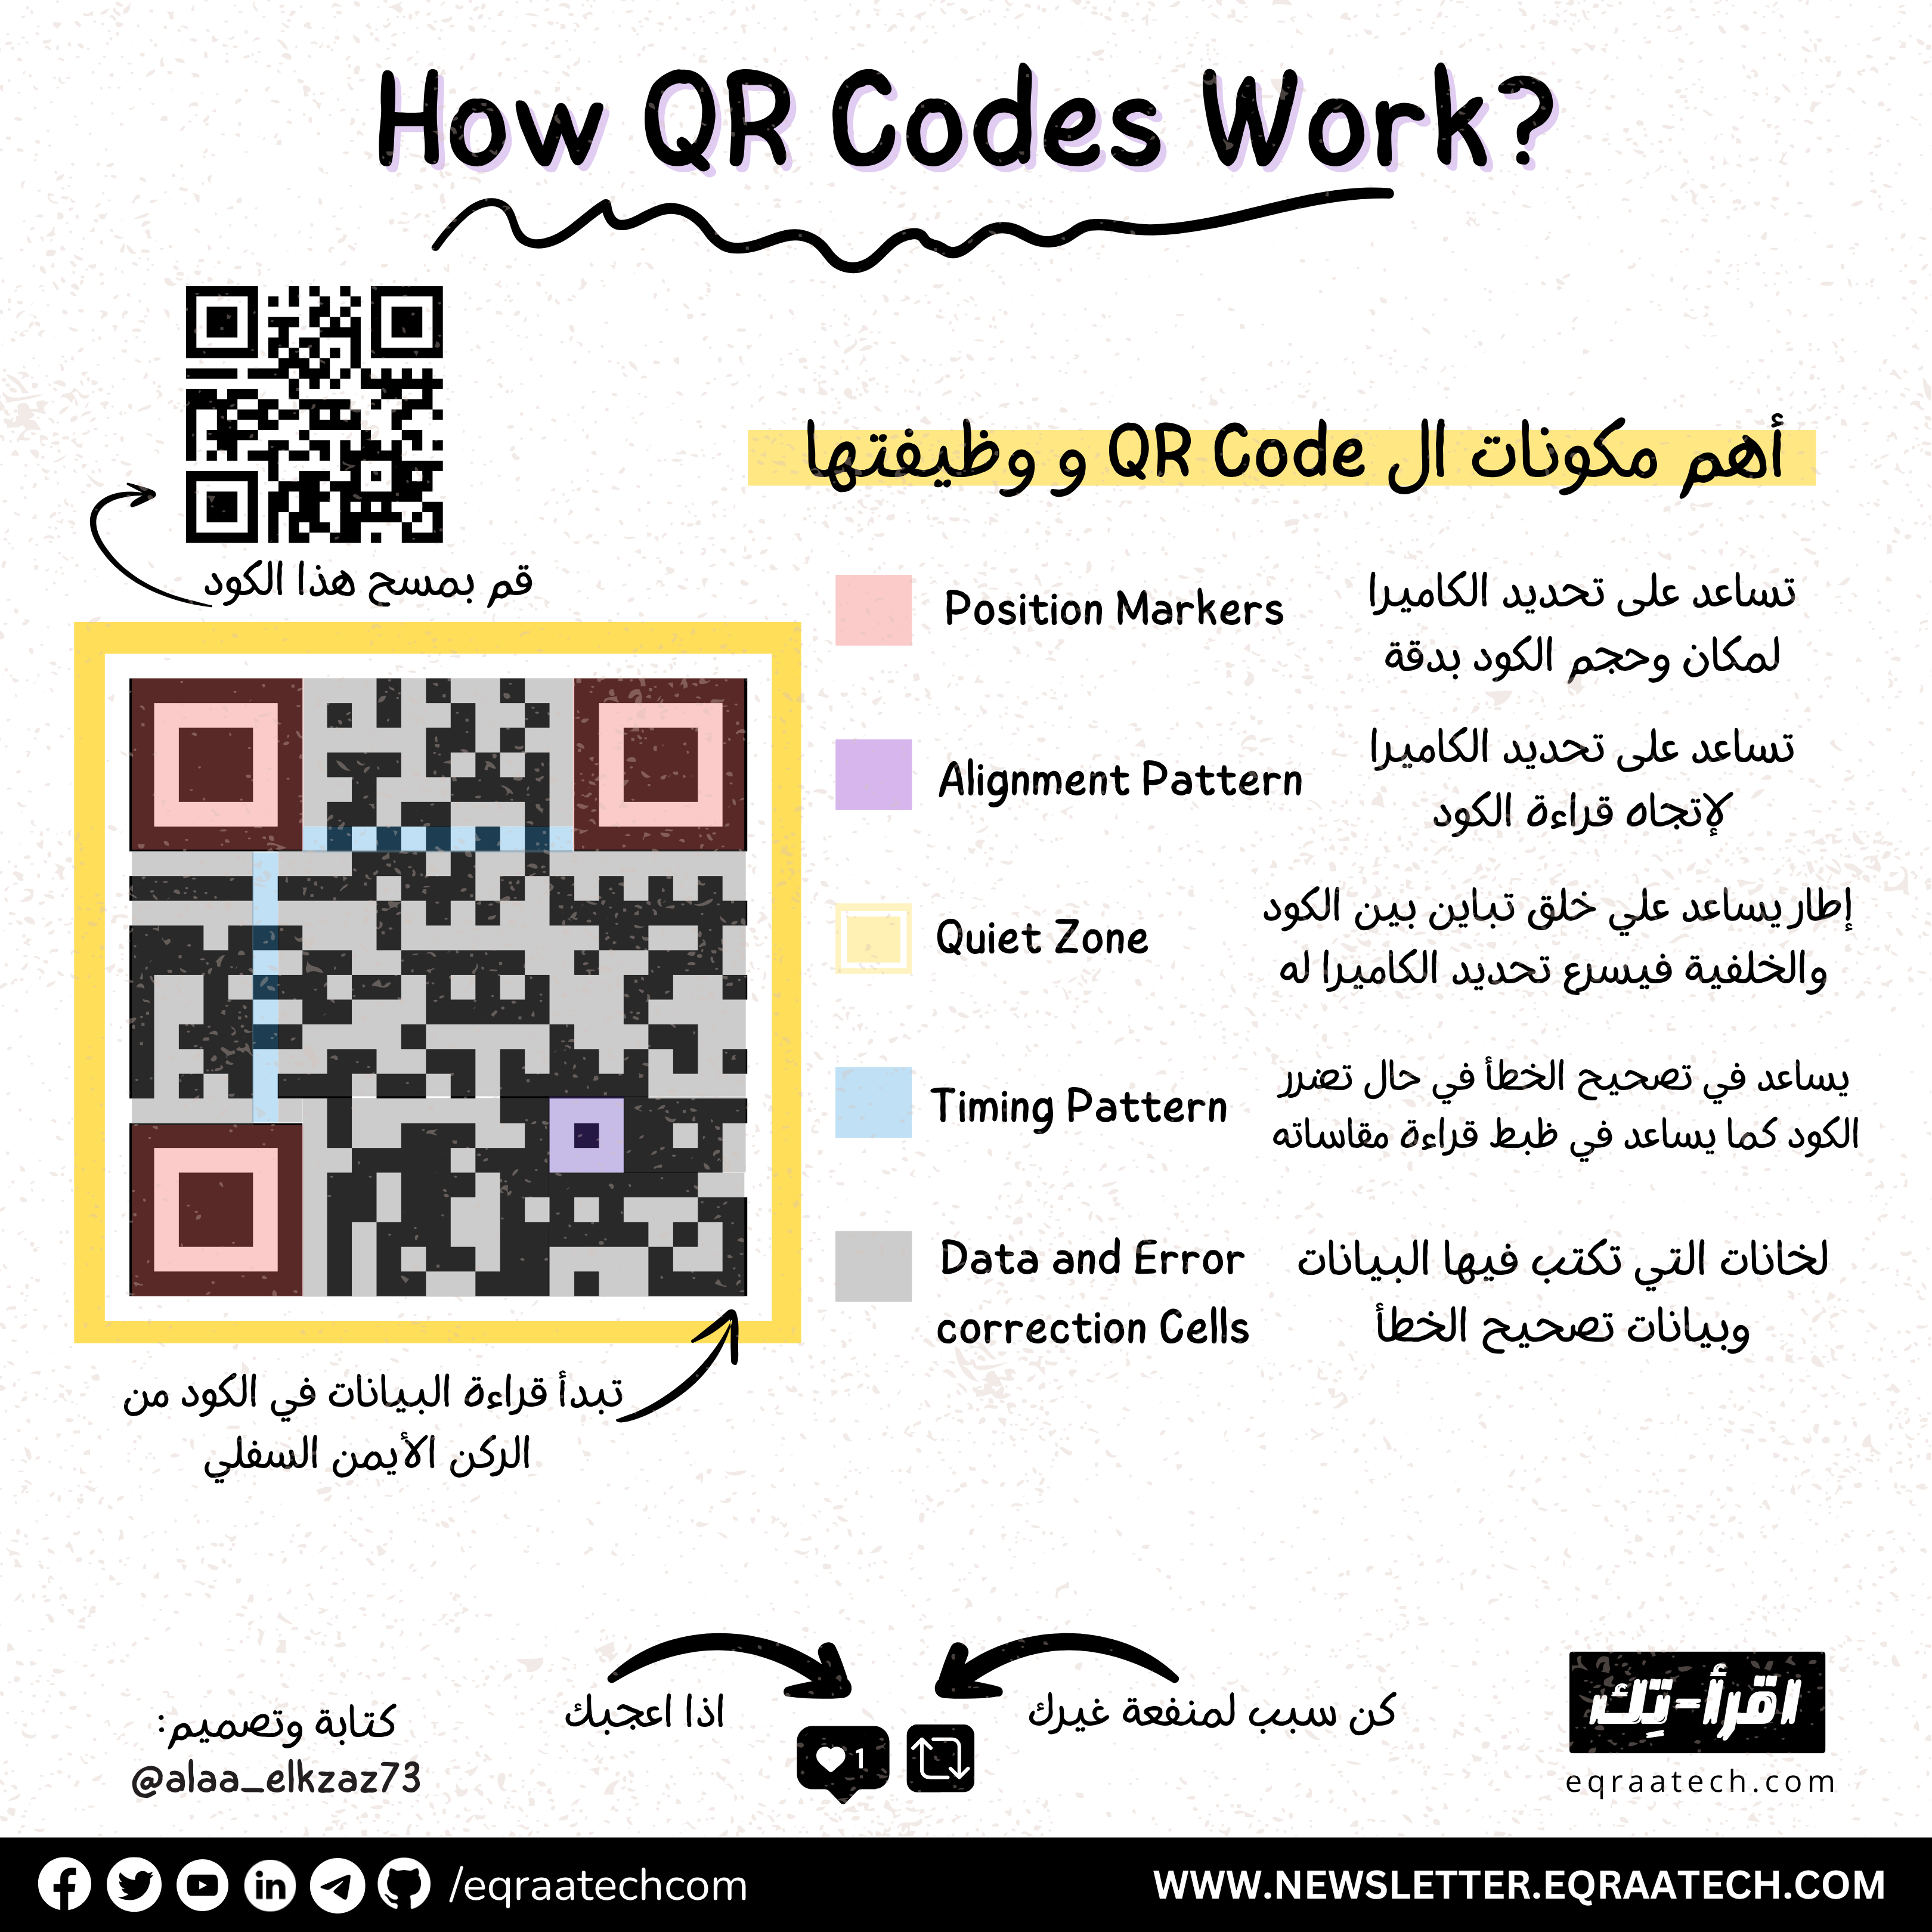 How QR Codes Work?
قم بمسح هذا الكود
أهم مكونات ال QR Code و وظيفتها
Position Markers
تساعد على تحديد الكاميرا
لمكان وحجم الكود بدقة
Alignment Pattern
تساعد على تحديد الكاميرا
لإتجاه قراءة الكود
Quiet Zone
إطار يساعد علي خلق تباين بين الكود
والخلفية فيسرع تحديد الكاميرا له
Timing Pattern
يساعد في تصحيح الخطأ في حال تضرر
الكود كما يساعد في ظبط قراءة مقاساته
Data and Error
correction Cells
لخانات التي تكتب فيها البيانات
وبيانات تصحيح الخطأ
تبدأ قراءة البيانات في الكود من
الركن الأيمن السفلي
كتابة وتصميم:
@alaa_elkzaz73
اذا اعجبك
1
كن سبب لمنفعة غيرك
اقرأ-تِك
eqraatech.com
/eqraatechcom
WWW.NEWSLETTER.EQRAATECH.COM